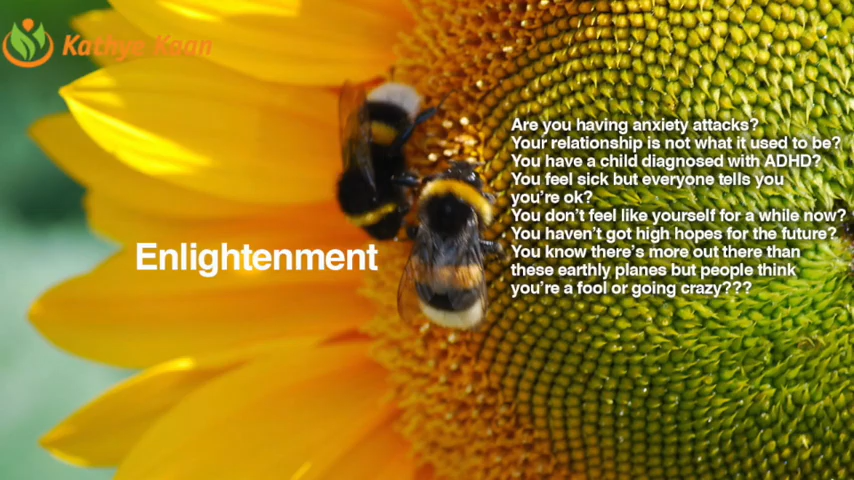 Kathye Kaan
Enlightenment
Are you having anxiety attacks?
Your relationship is not what it used to be?
You have a child diagnosed with ADHD?
You feel sick but everyone tells you
you're ok?
You don't feel like yourself for a while now?
You haven't got high hopes for the future?
You know there's more out there than
these earthly planes but people think
you're a fool or going crazy???